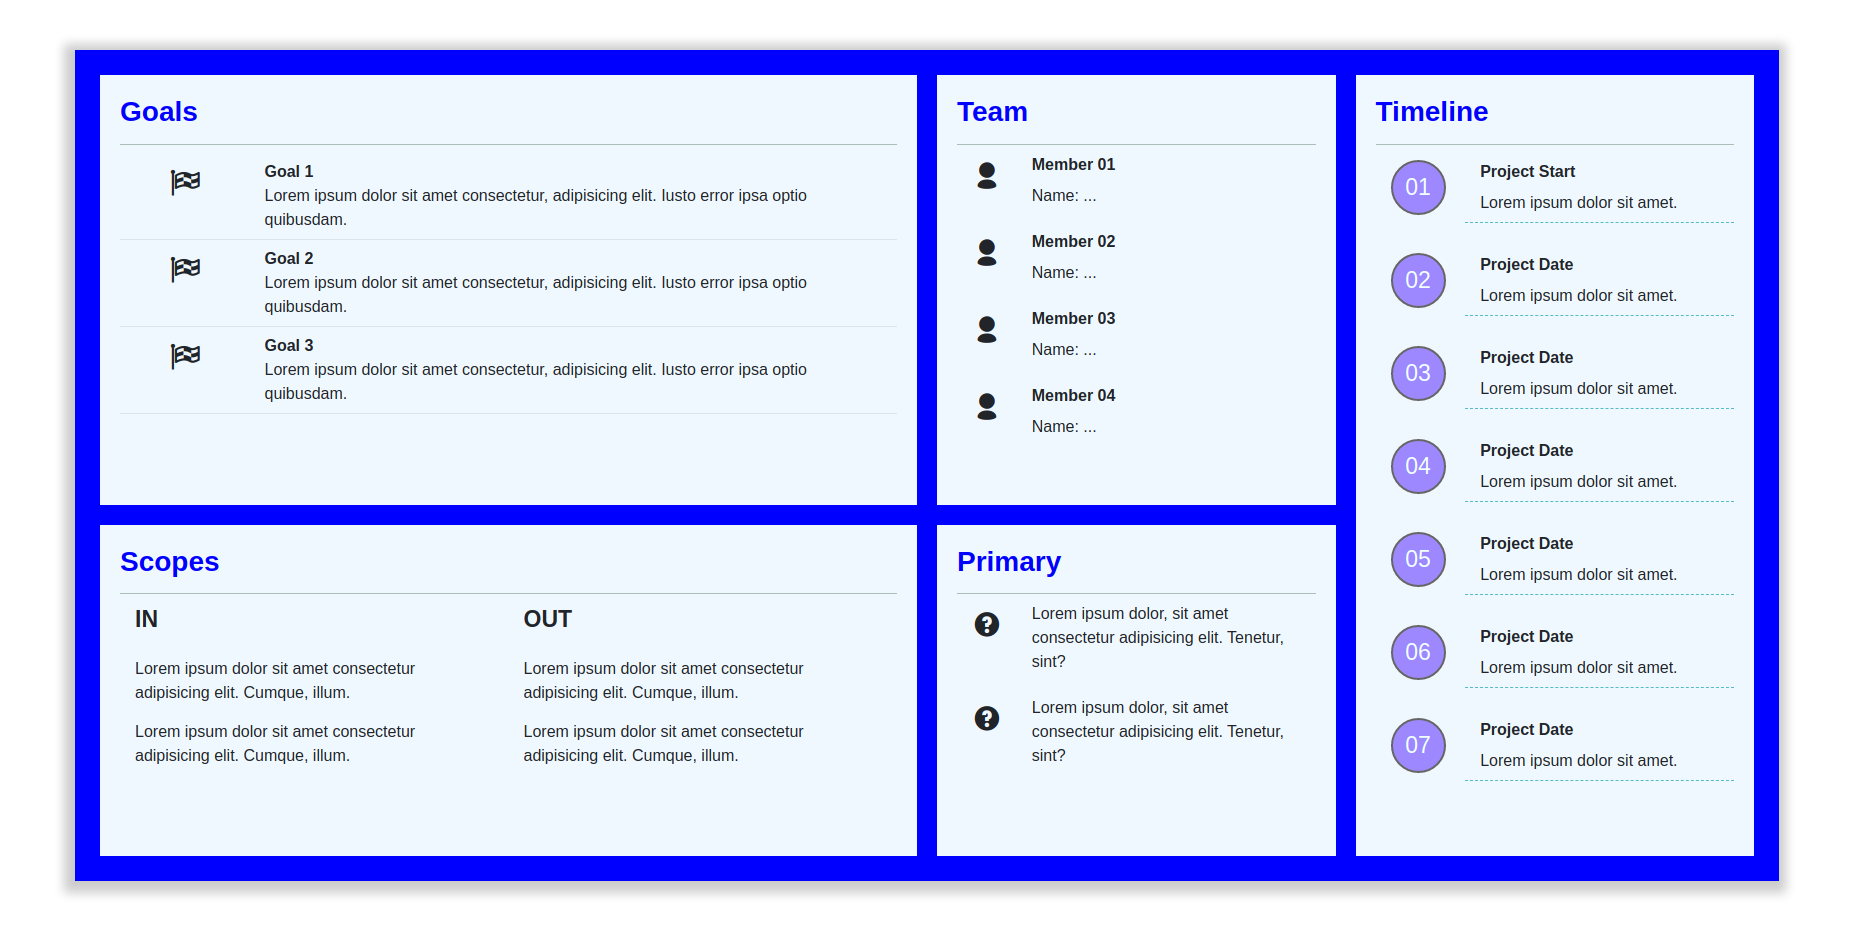 Goals
Goal 1
Lorem ipsum dolor sit amet consectetur, adipisicing elit. Iusto error ipsa optio
quibusdam.
Goal 2
Lorem ipsum dolor sit amet consectetur, adipisicing elit. Iusto error ipsa optio
quibusdam.
Goal 3
Lorem ipsum dolor sit amet consectetur, adipisicing elit. Iusto error ipsa optio
quibusdam.
Team
Member 01
Name: ...
Member 02
Name: ...
Member 03
Name: ...
Member 04
Name: ...
Timeline
01
Project Start
Lorem ipsum dolor sit amet.
02
Project Date
Lorem ipsum dolor sit amet.
03
Project Date
Lorem ipsum dolor sit amet.
04
Project Date
Lorem ipsum dolor sit amet.
05
Project Date
Lorem ipsum dolor sit amet.
06
Project Date
Lorem ipsum dolor sit amet.
07
Project Date
Lorem ipsum dolor sit amet.
Scopes
IN
Lorem ipsum dolor sit amet consectetur
adipisicing elit. Cumque, illum.
Lorem ipsum dolor sit amet consectetur
adipisicing elit. Cumque, illum.
OUT
Lorem ipsum dolor sit amet consectetur
adipisicing elit. Cumque, illum.
Lorem ipsum dolor sit amet consectetur
adipisicing elit. Cumque, illum.
Primary
?
Lorem ipsum dolor, sit amet
consectetur adipisicing elit. Tenetur,
sint?
?
Lorem ipsum dolor, sit amet
consectetur adipisicing elit. Tenetur,
sint?